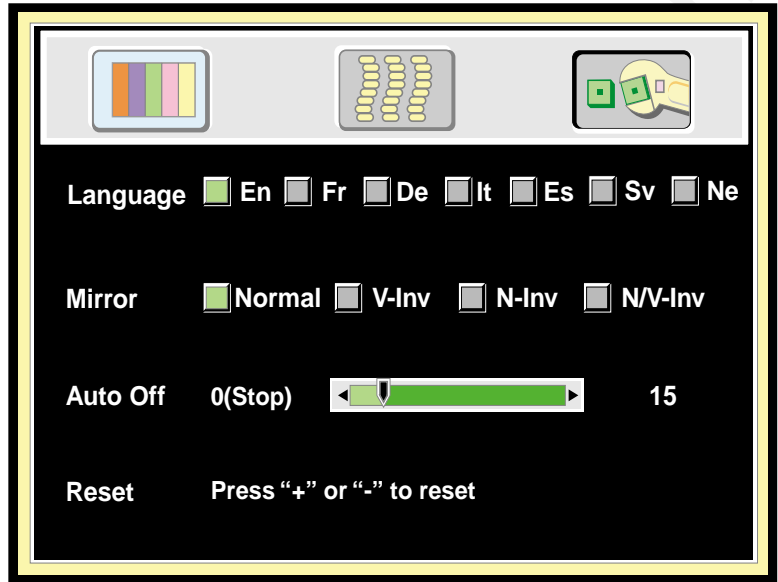 Language En Fr De It Es Sv Ne
Mirror Normal V-Inv N-Inv N/V-Inv
Auto Off 0(Stop) 15
Reset Press “+” or “-” to reset